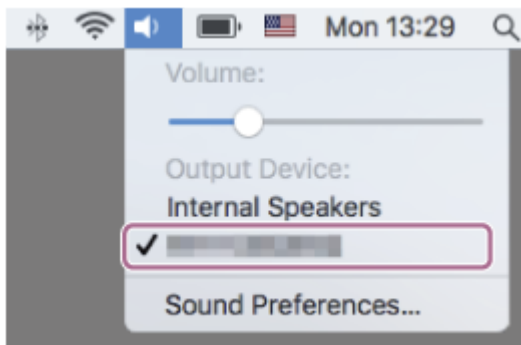 Mon 13:29
Volume:
Output Device:
Internal Speakers
Sound Preferences...